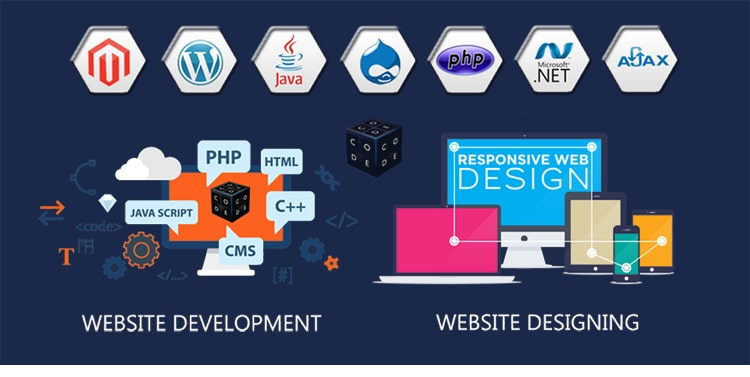 Java
php
Microsoft
.NET
AJAX
PHP
HTML
JAVA SCRIPT
C++
CMS
<code>
</>
</...>
[#]
T
RESPONSIVE WEB
DESIGN
WEBSITE DEVELOPMENT
WEBSITE DESIGNING